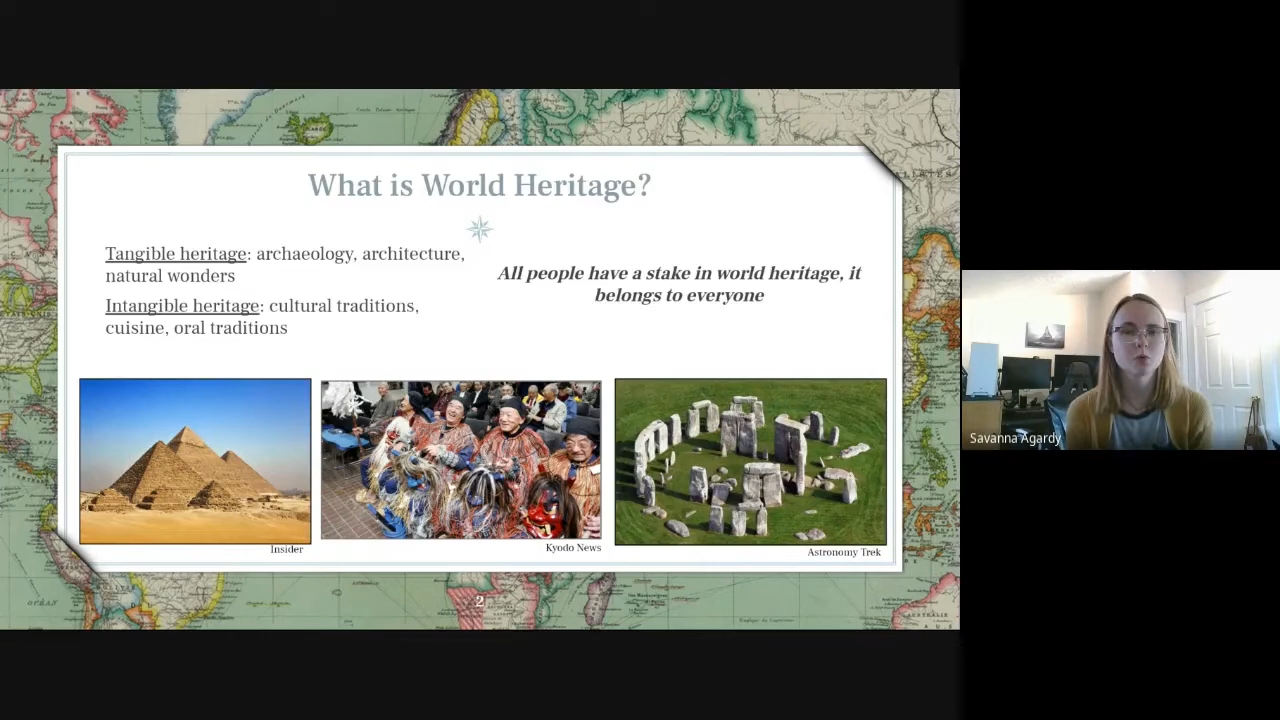 What is World Heritage?
Tangible heritage: archaeology, architecture,
natural wonders
Intangible heritage: cultural traditions,
cuisine, oral traditions
All people have a stake in world heritage, it
belongs to everyone
Insider
Kyodo News
Astronomy Trek
2
Savanna Agardy